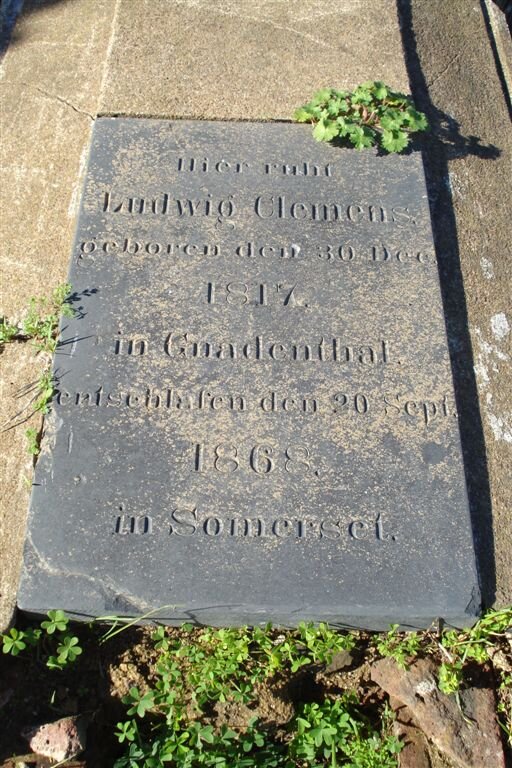 Hier ruht
Ludwig Clemens,
geboren den 30 Dec.
1817.
in Gnadenthal.
entschlafen den 20 Sept.
1868.
in Somerset.